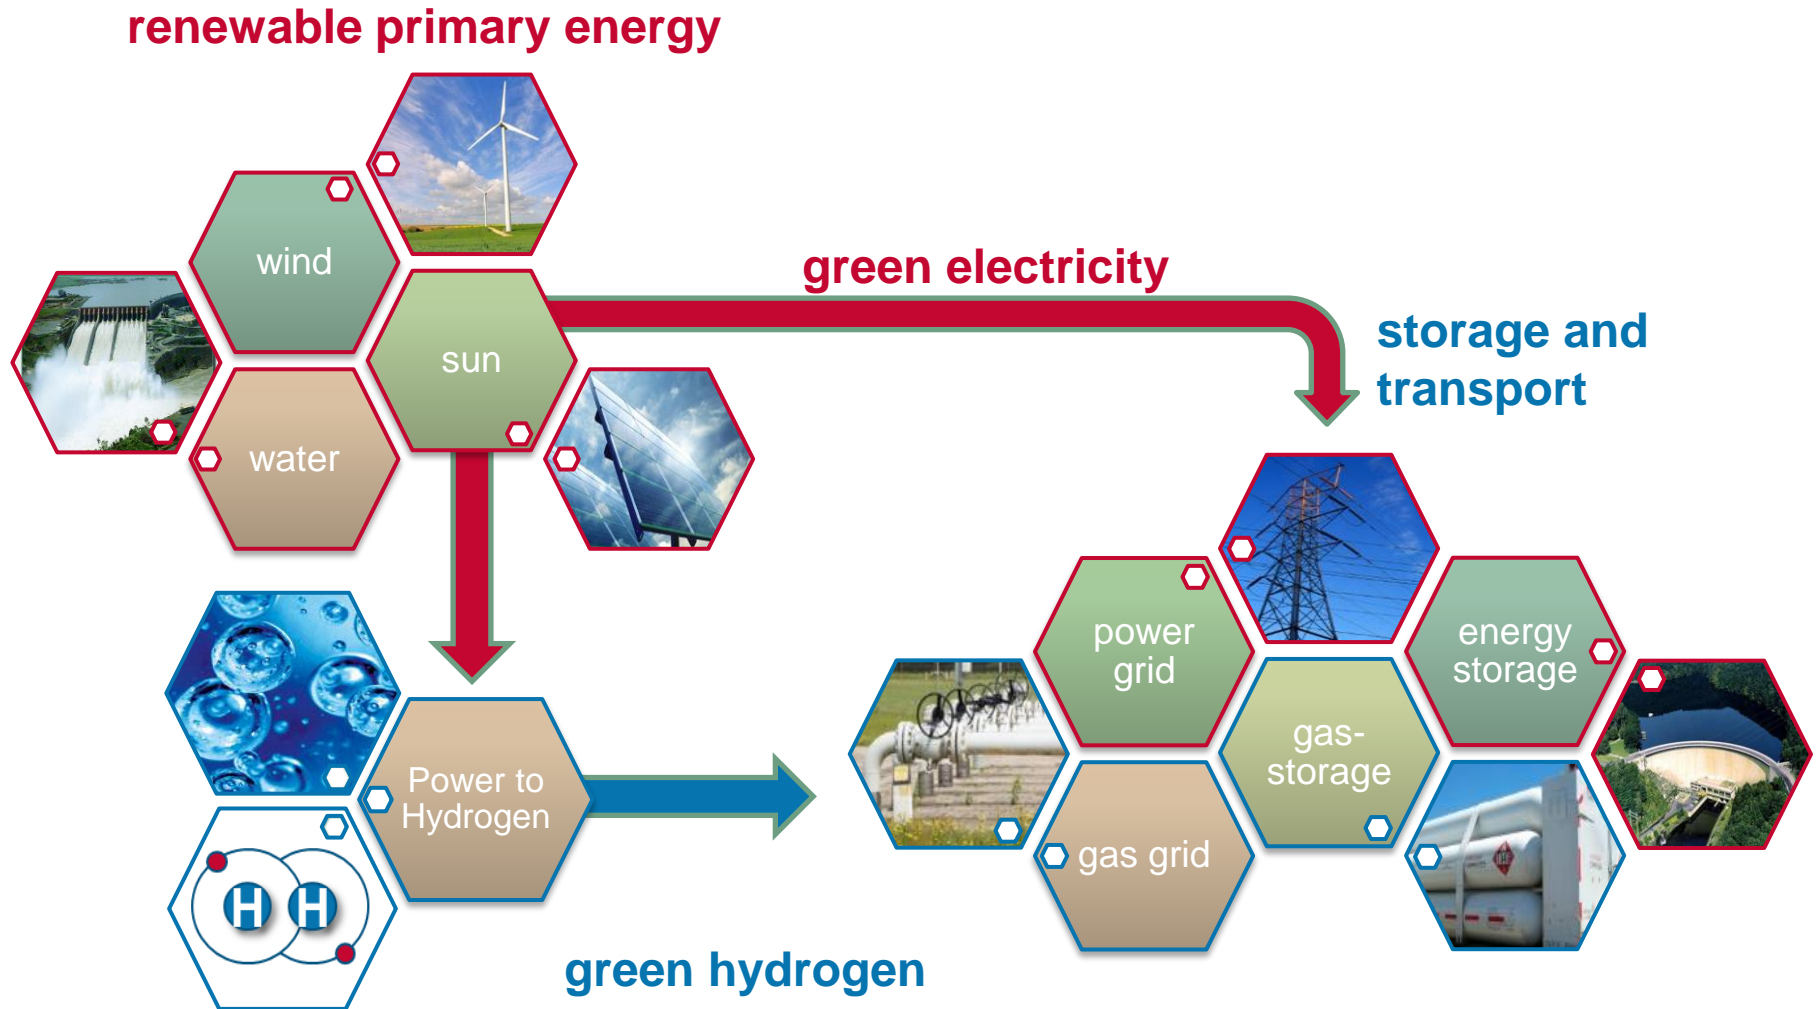 renewable primary energy
wind
sun
water
green electricity
storage and
transport
power
grid
energy
storage
gas-
storage
gas grid
Power to
Hydrogen
H H
green hydrogen